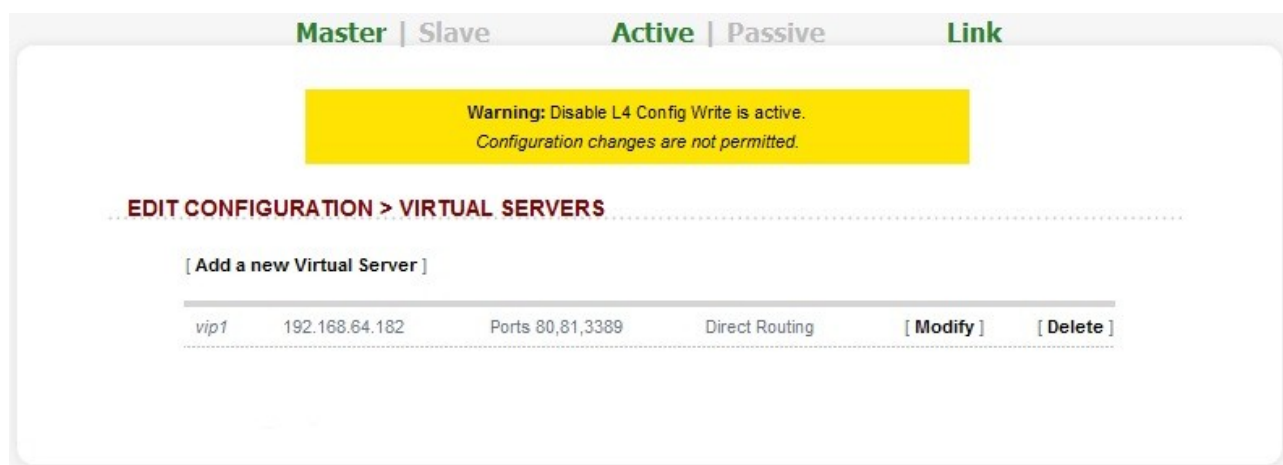 Master | Slave Active | Passive Link
Warning: Disable L4 Config Write is active.
Configuration changes are not permitted.
EDIT CONFIGURATION > VIRTUAL SERVERS
[ Add a new Virtual Server ]
vip1 192.168.64.182 Ports 80,81,3389 Direct Routing [ Modify ] [ Delete ]